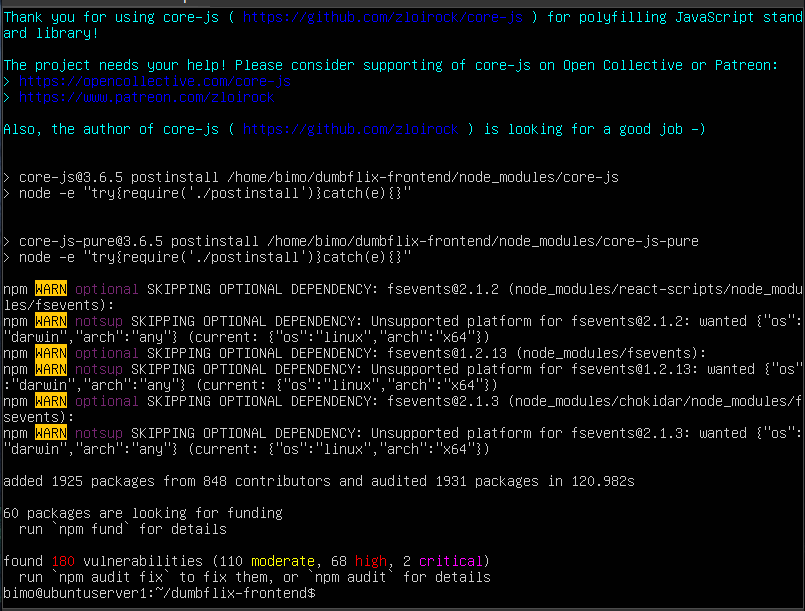 Thank you for using core-js ( https://github.com/zloirock/core-js ) for polyfilling JavaScript stand
ard library!
The project needs your help! Please consider supporting of core-js on Open Collective or Patreon:
> https://opencollective.com/core-js
> https://www.patreon.com/zloirock
Also, the author of core-js ( https://github.com/zloirock ) is looking for a good job -)
> core-js@3.6.5 postinstall /home/bimo/dumbflix-frontend/node_modules/core-js
> node -e "try{require('./postinstall')}catch(e){}"
> core-js-pure@3.6.5 postinstall /home/bimo/dumbflix-frontend/node_modules/core-js-pure
> node -e "try{require('./postinstall')}catch(e){}"
npm WARN optional SKIPPING OPTIONAL DEPENDENCY: fsevents@2.1.2 (node_modules/react-scripts/node_modu
les/fsevents):
npm WARN notsup SKIPPING OPTIONAL DEPENDENCY: Unsupported platform for fsevents@2.1.2: wanted {"os":
"darwin","arch":"any"} (current: {"os":"linux","arch":"x64"})
npm WARN optional SKIPPING OPTIONAL DEPENDENCY: fsevents@1.2.13 (node_modules/fsevents):
npm WARN notsup SKIPPING OPTIONAL DEPENDENCY: Unsupported platform for fsevents@1.2.13: wanted {"os"
:"darwin","arch":"any"} (current: {"os":"linux","arch":"x64"})
npm WARN optional SKIPPING OPTIONAL DEPENDENCY: fsevents@2.1.3 (node_modules/chokidar/node_modules/f
sevents):
npm WARN notsup SKIPPING OPTIONAL DEPENDENCY: Unsupported platform for fsevents@2.1.3: wanted {"os":
"darwin","arch":"any"} (current: {"os":"linux","arch":"x64"})
added 1925 packages from 848 contributors and audited 1931 packages in 120.982s
60 packages are looking for funding
run `npm fund` for details
found 180 vulnerabilities (110 moderate, 68 high, 2 critical)
run `npm audit fix` to fix them, or `npm audit` for details
bimo@ubuntuserver1:~/dumbflix-frontend$